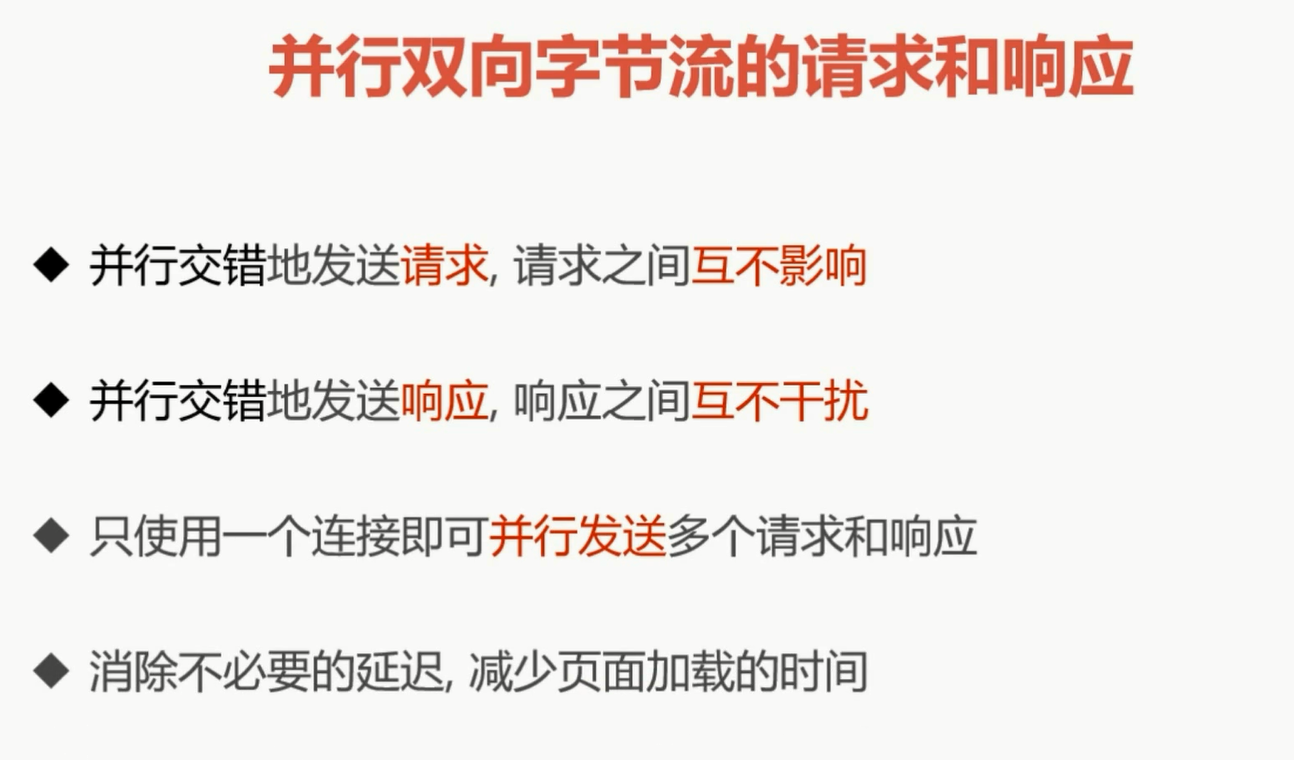 并行双向字节流的请求和响应
◆ 并行交错地发送请求, 请求之间互不影响
◆ 并行交错地发送响应, 响应之间互不干扰
◆ 只使用一个连接即可并行发送多个请求和响应
◆ 消除不必要的延迟, 减少页面加载的时间